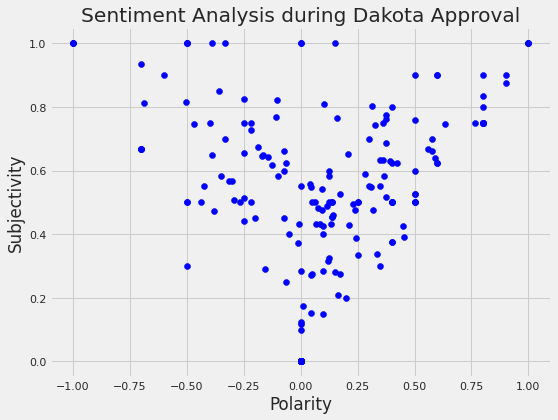 Sentiment Analysis during Dakota Approval
1.0
0.8
0.6
0.4
0.2
0.0
Subjectivity
−1.00 −0.75 −0.50 −0.25 0.00 0.25 0.50 0.75 1.00
Polarity